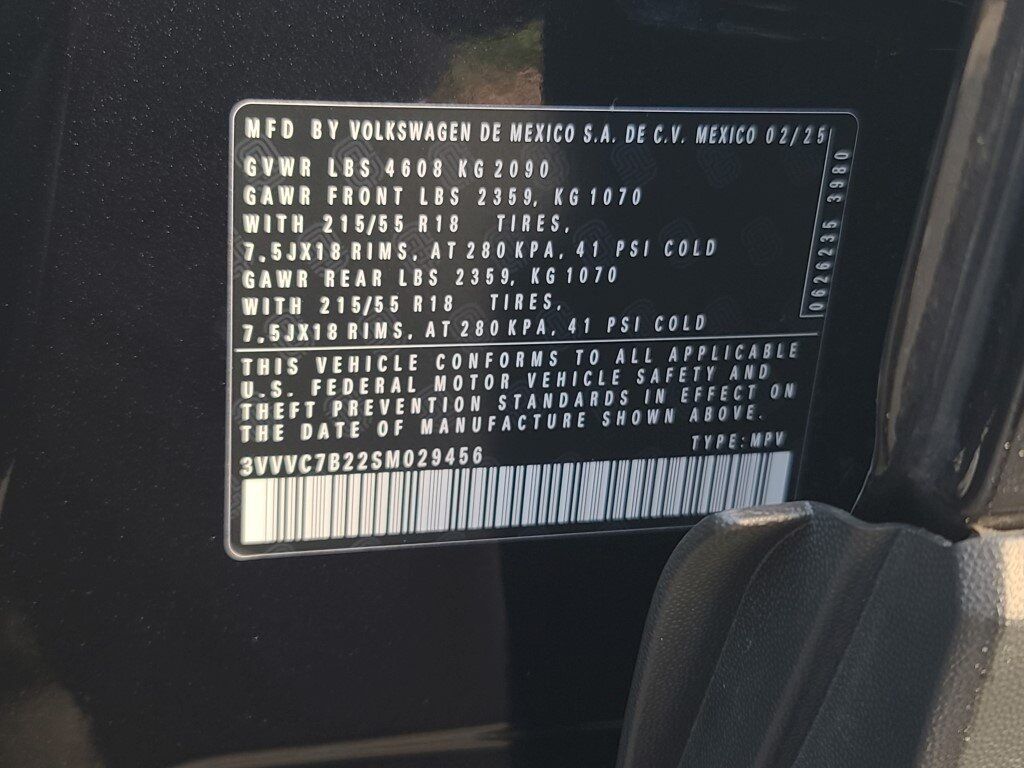 MFD BY VOLKSWAGEN DE MEXICO S.A. DE C.V. MEXICO 02/25
GVWR LBS 4608 KG 2090
GAWR FRONT LBS 2359, KG 1070
WITH 215/55 R18 TIRES,
7.5JX18 RIMS, AT 280 KPA, 41 PSI COLD
GAWR REAR LBS 2359, KG 1070
WITH 215/55 R18 TIRES,
7.5JX18 RIMS, AT 280 KPA, 41 PSI COLD
0626235 3980
THIS VEHICLE CONFORMS TO ALL APPLICABLE
U.S. FEDERAL MOTOR VEHICLE SAFETY AND
THEFT PREVENTION STANDARDS IN EFFECT ON
THE DATE OF MANUFACTURE SHOWN ABOVE.
TYPE: MPV
3VVVC7B22SM029456